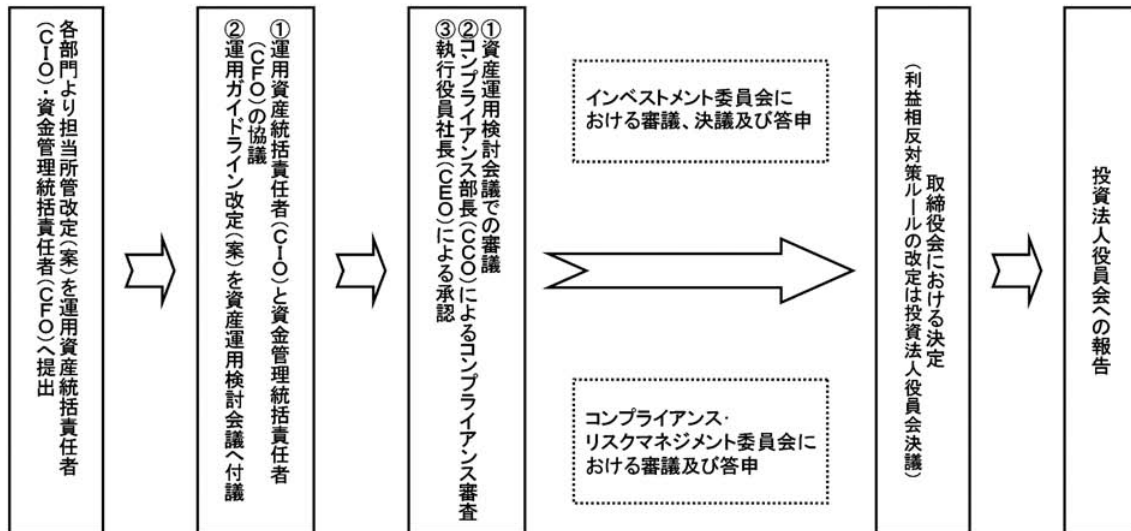 各部門より担当所管改定(案)を運用資産統括責任者
(CIO)・資金管理統括責任者(CFO)へ提出
①運用資産統括責任者(CIO)と資金管理統括責任者
(CFO)の協議
②運用ガイドライン改定(案)を資産運用検討会議へ付議
①資産運用検討会議での審議
②コンプライアンス部長(CCO)によるコンプライアンス審査
③執行役員社長(CEO)による承認
インベストメント委員会に
おける審議、決議及び答申
コンプライアンス・
リスクマネジメント委員会に
おける審議及び答申
取締役会における決定
(利益相反対策ルールの改定は投資法人役員会決議)
投資法人役員会への報告